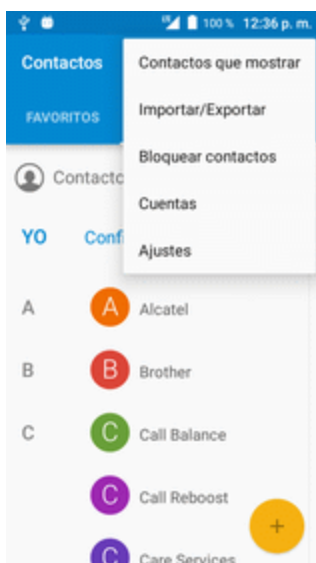 100 % 12:36 p. m.
Contactos
Contactos que mostrar
FAVORITOS
Importar/Exportar
Bloquear contactos
Cuentas
Ajustes
Contacto
YO Conf
A A Alcatel
B B Brother
C C Call Balance
C Call Reboost
+
C Care Services